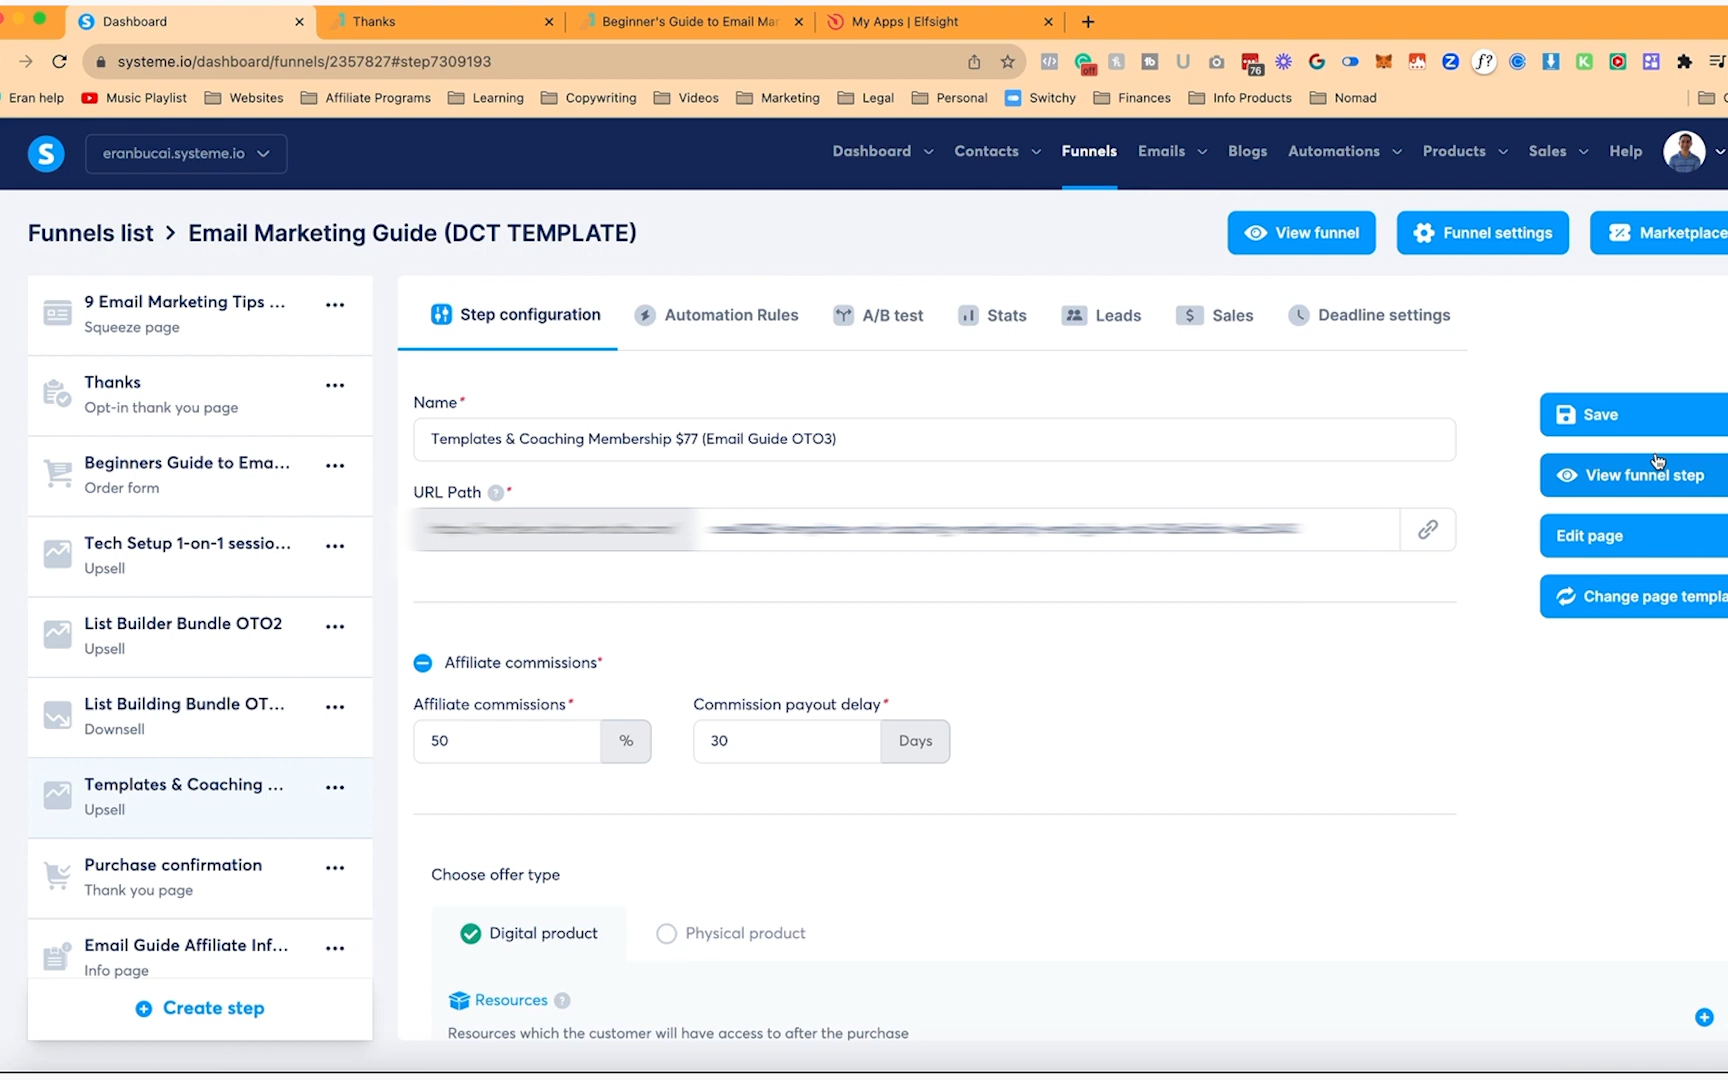 Dashboard
Thanks
Beginner's Guide to Email Mar
My Apps | Elfsight
systeme.io/dashboard/funnels/2357827#step7309193
off
76
f?
Eran help
Music Playlist
Websites
Affiliate Programs
Learning
Copywriting
Videos
Marketing
Legal
Personal
Switchy
Finances
Info Products
Nomad
S
eranbucai.systeme.io
Dashboard
Contacts
Funnels
Emails
Blogs
Automations
Products
Sales
Help
Funnels list > Email Marketing Guide (DCT TEMPLATE)
View funnel
Funnel settings
Marketplace
9 Email Marketing Tips ...
Squeeze page
Thanks
Opt-in thank you page
Beginners Guide to Ema...
Order form
Tech Setup 1-on-1 sessio...
Upsell
List Builder Bundle OTO2
Upsell
List Building Bundle OT...
Downsell
Templates & Coaching ...
Upsell
Purchase confirmation
Thank you page
Email Guide Affiliate Inf...
Info page
Create step
Step configuration
Automation Rules
A/B test
Stats
Leads
Sales
Deadline settings
Name*
Templates & Coaching Membership $77 (Email Guide OTO3)
URL Path ? *
Affiliate commissions*
Affiliate commissions*
50 %
Commission payout delay*
30 Days
Choose offer type
Digital product
Physical product
Resources ?
Resources which the customer will have access to after the purchase
Save
View funnel step
Edit page
Change page templa